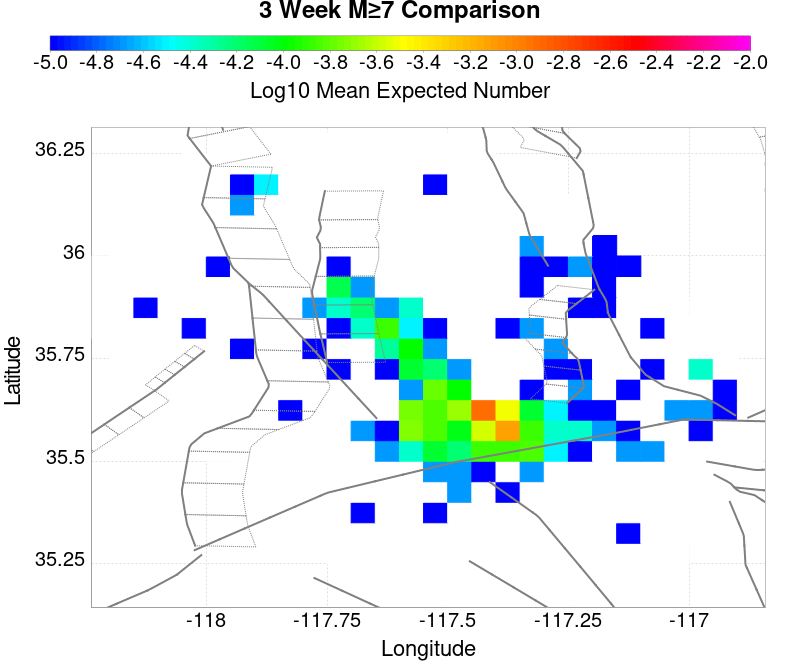 3 Week M≥7 Comparison
-5.0 -4.8 -4.6 -4.4 -4.2 -4.0 -3.8 -3.6 -3.4 -3.2 -3.0 -2.8 -2.6 -2.4 -2.2 -2.0
Log10 Mean Expected Number
36.25
36
35.75
35.5
35.25
Latitude
-118 -117.75 -117.5 -117.25 -117
Longitude